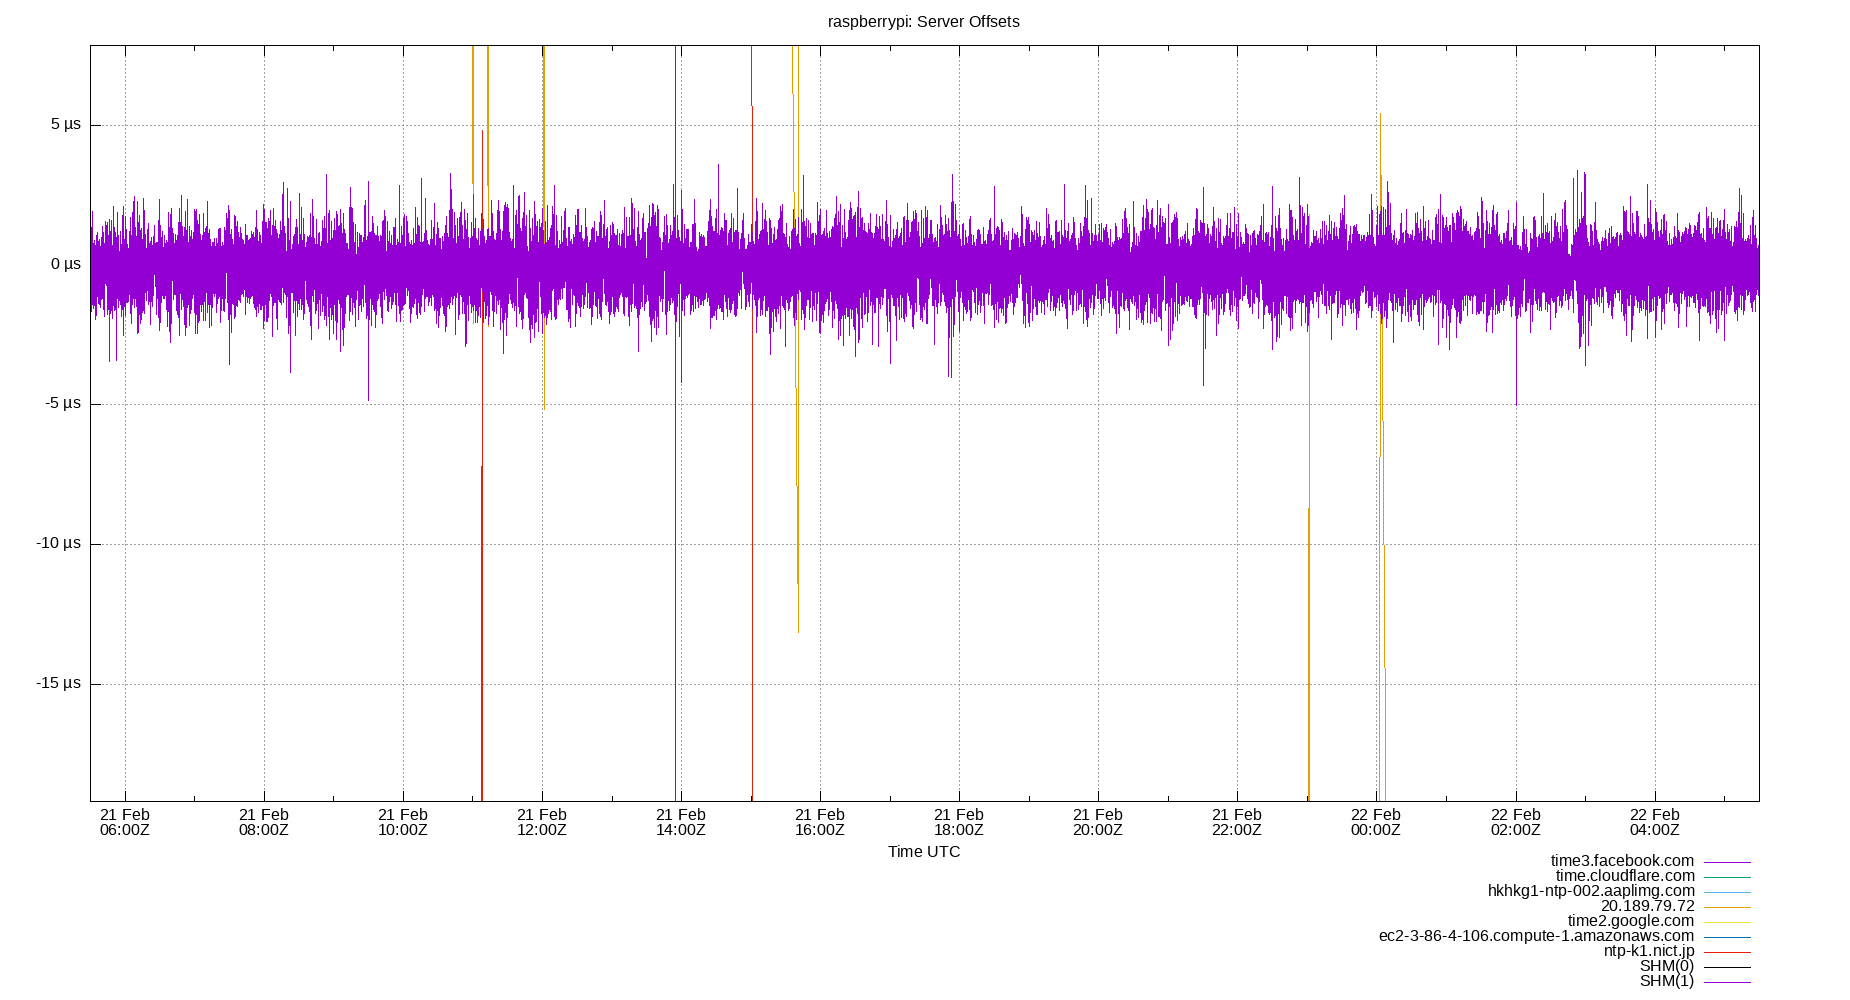 raspberrypi: Server Offsets
5 µs
0 µs
-5 µs
-10 µs
-15 µs
21 Feb 21 Feb 21 Feb 21 Feb 21 Feb 21 Feb 21 Feb 21 Feb 21 Feb 22 Feb 22 Feb 22 Feb
06:00Z 08:00Z 10:00Z 12:00Z 14:00Z 16:00Z 18:00Z 20:00Z 22:00Z 00:00Z 02:00Z 04:00Z
Time UTC
time3.facebook.com
time.cloudflare.com
hkhkg1-ntp-002.aaplimg.com
20.189.79.72
time2.google.com
ec2-3-86-4-106.compute-1.amazonaws.com
ntp-k1.nict.jp
SHM(0)
SHM(1)